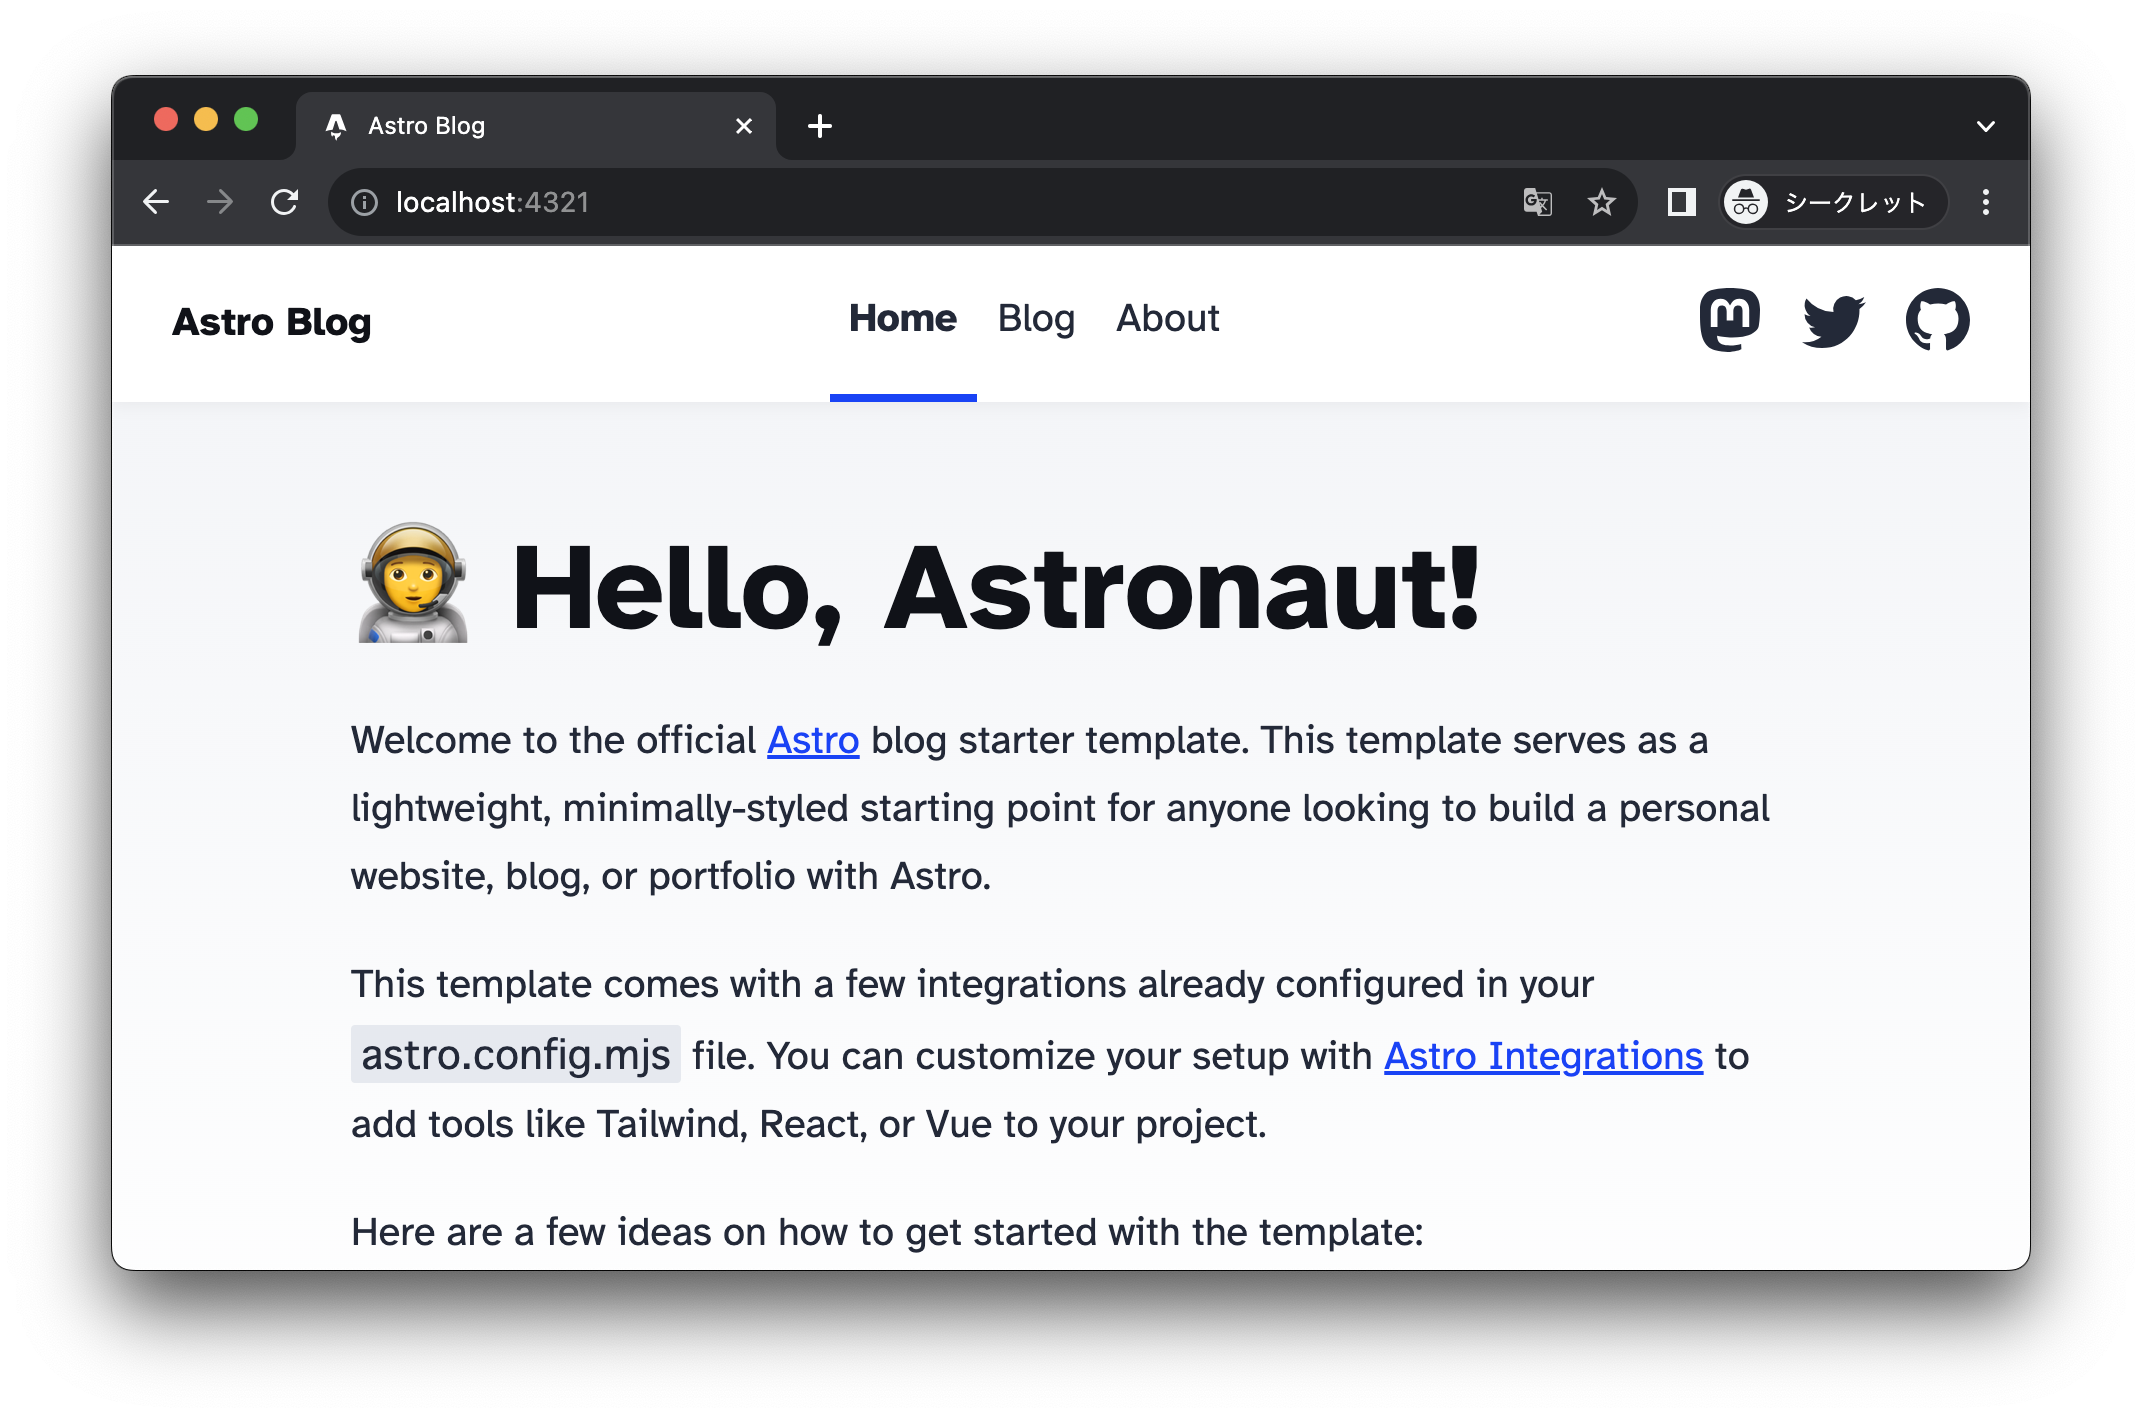 Astro Blog
localhost:4321
シークレット
Astro Blog
Home
Blog
About
Hello, Astronaut!
Welcome to the official Astro blog starter template. This template serves as a
lightweight, minimally-styled starting point for anyone looking to build a personal
website, blog, or portfolio with Astro.
This template comes with a few integrations already configured in your
astro.config.mjs file. You can customize your setup with Astro Integrations to
add tools like Tailwind, React, or Vue to your project.
Here are a few ideas on how to get started with the template: